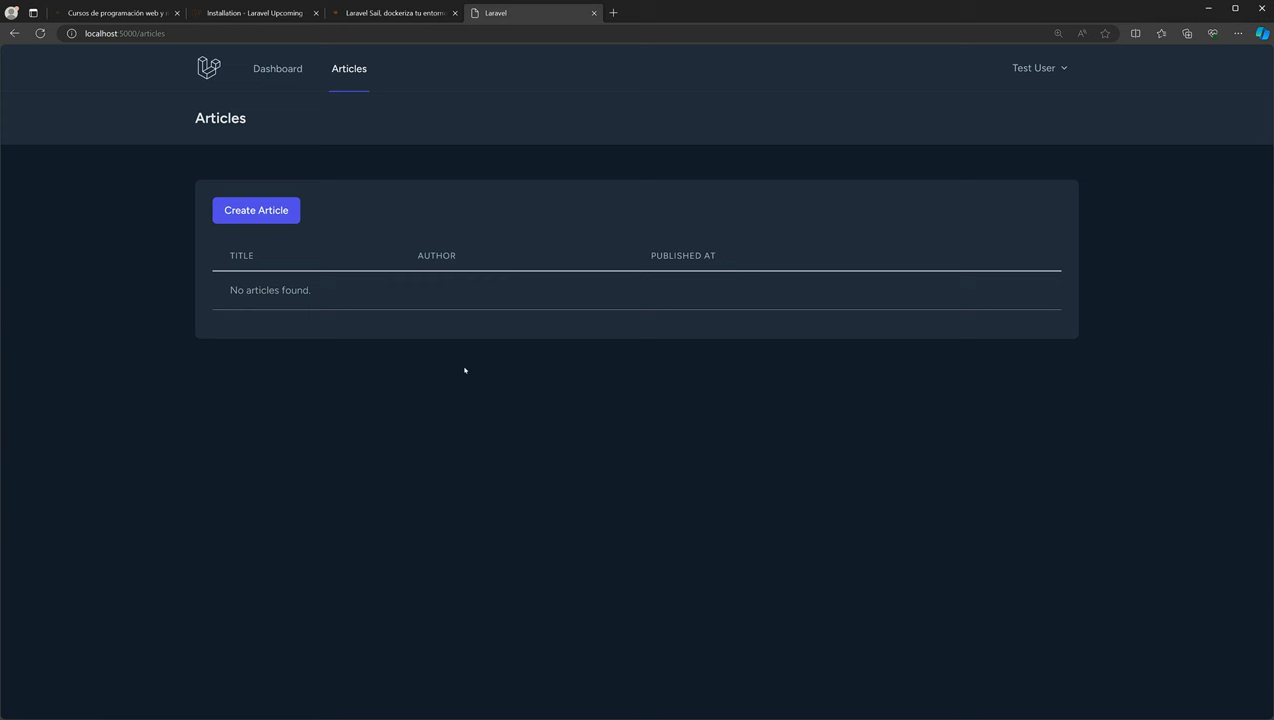 Cursos de programación web y m
Installation - Laravel Upcoming
Laravel Sail, dockeriza tu entorn
Laravel
localhost:5000/articles
Dashboard
Articles
Test User
Articles
Create Article
TITLE
AUTHOR
PUBLISHED AT
No articles found.